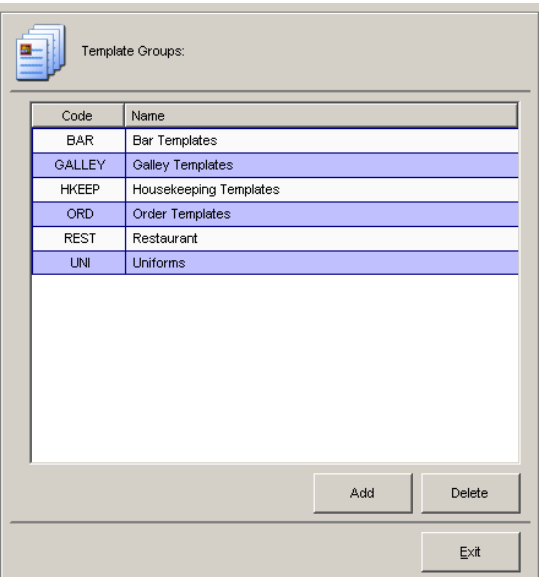 Template Groups:
Code Name
BAR Bar Templates
GALLEY Galley Templates
HKEEP Housekeeping Templates
ORD Order Templates
REST Restaurant
UNI Uniforms
Add Delete
Exit